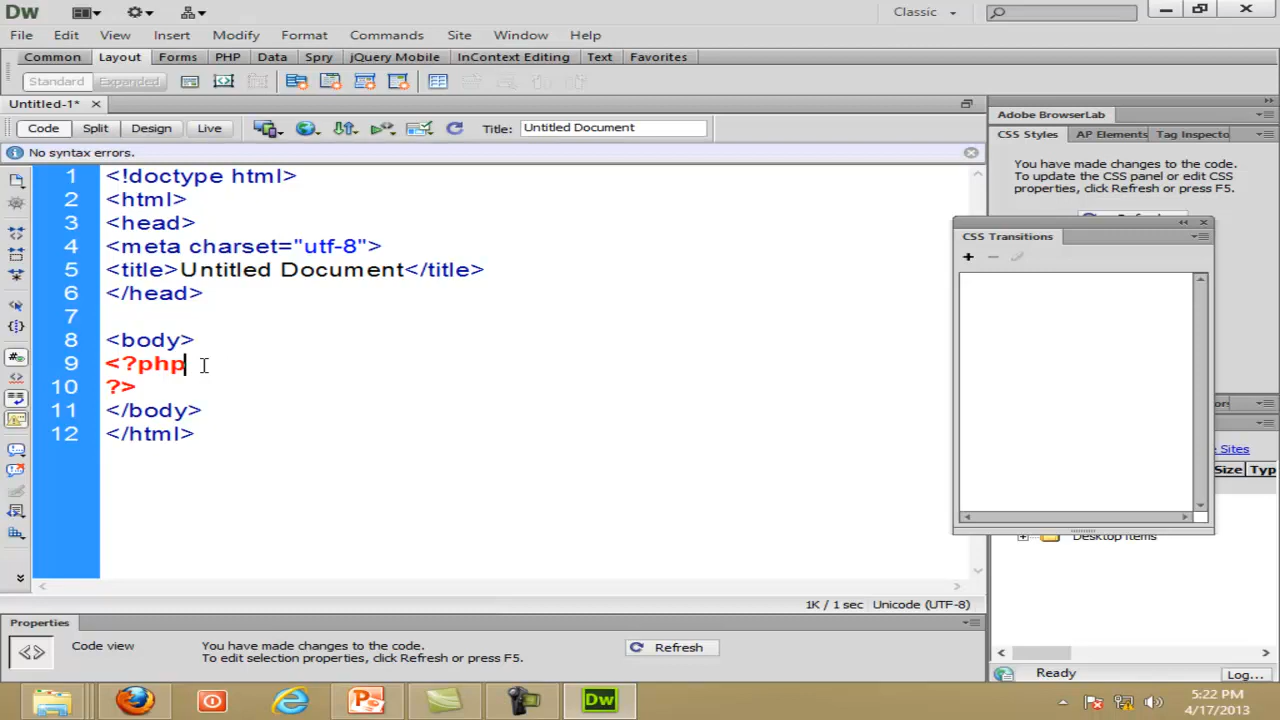 Dw
Classic
File Edit View Insert Modify Format Commands Site Window Help
Common Layout Forms PHP Data Spry jQuery Mobile InContext Editing Text Favorites
Standard Expanded
Untitled-1*
Code Split Design Live Title: Untitled Document
No syntax errors.
1 <!doctype html>
2 <html>
3 <head>
4 <meta charset="utf-8">
5 <title>Untitled Document</title>
6 </head>
7
8 <body>
9 <?php
10 ?>
11 </body>
12 </html>
1K / 1 sec Unicode (UTF-8)
Properties
Code view
You have made changes to the code.
To edit selection properties, click Refresh or press F5.
Refresh
Adobe BrowserLab
CSS Styles AP Elements Tag Inspecto
You have made changes to the code.
To update the CSS panel or edit CSS
properties, click Refresh or press F5.
CSS Transitions
Sites
Size Typ
Desktop items
Ready Log...
5:22 PM
4/17/2013